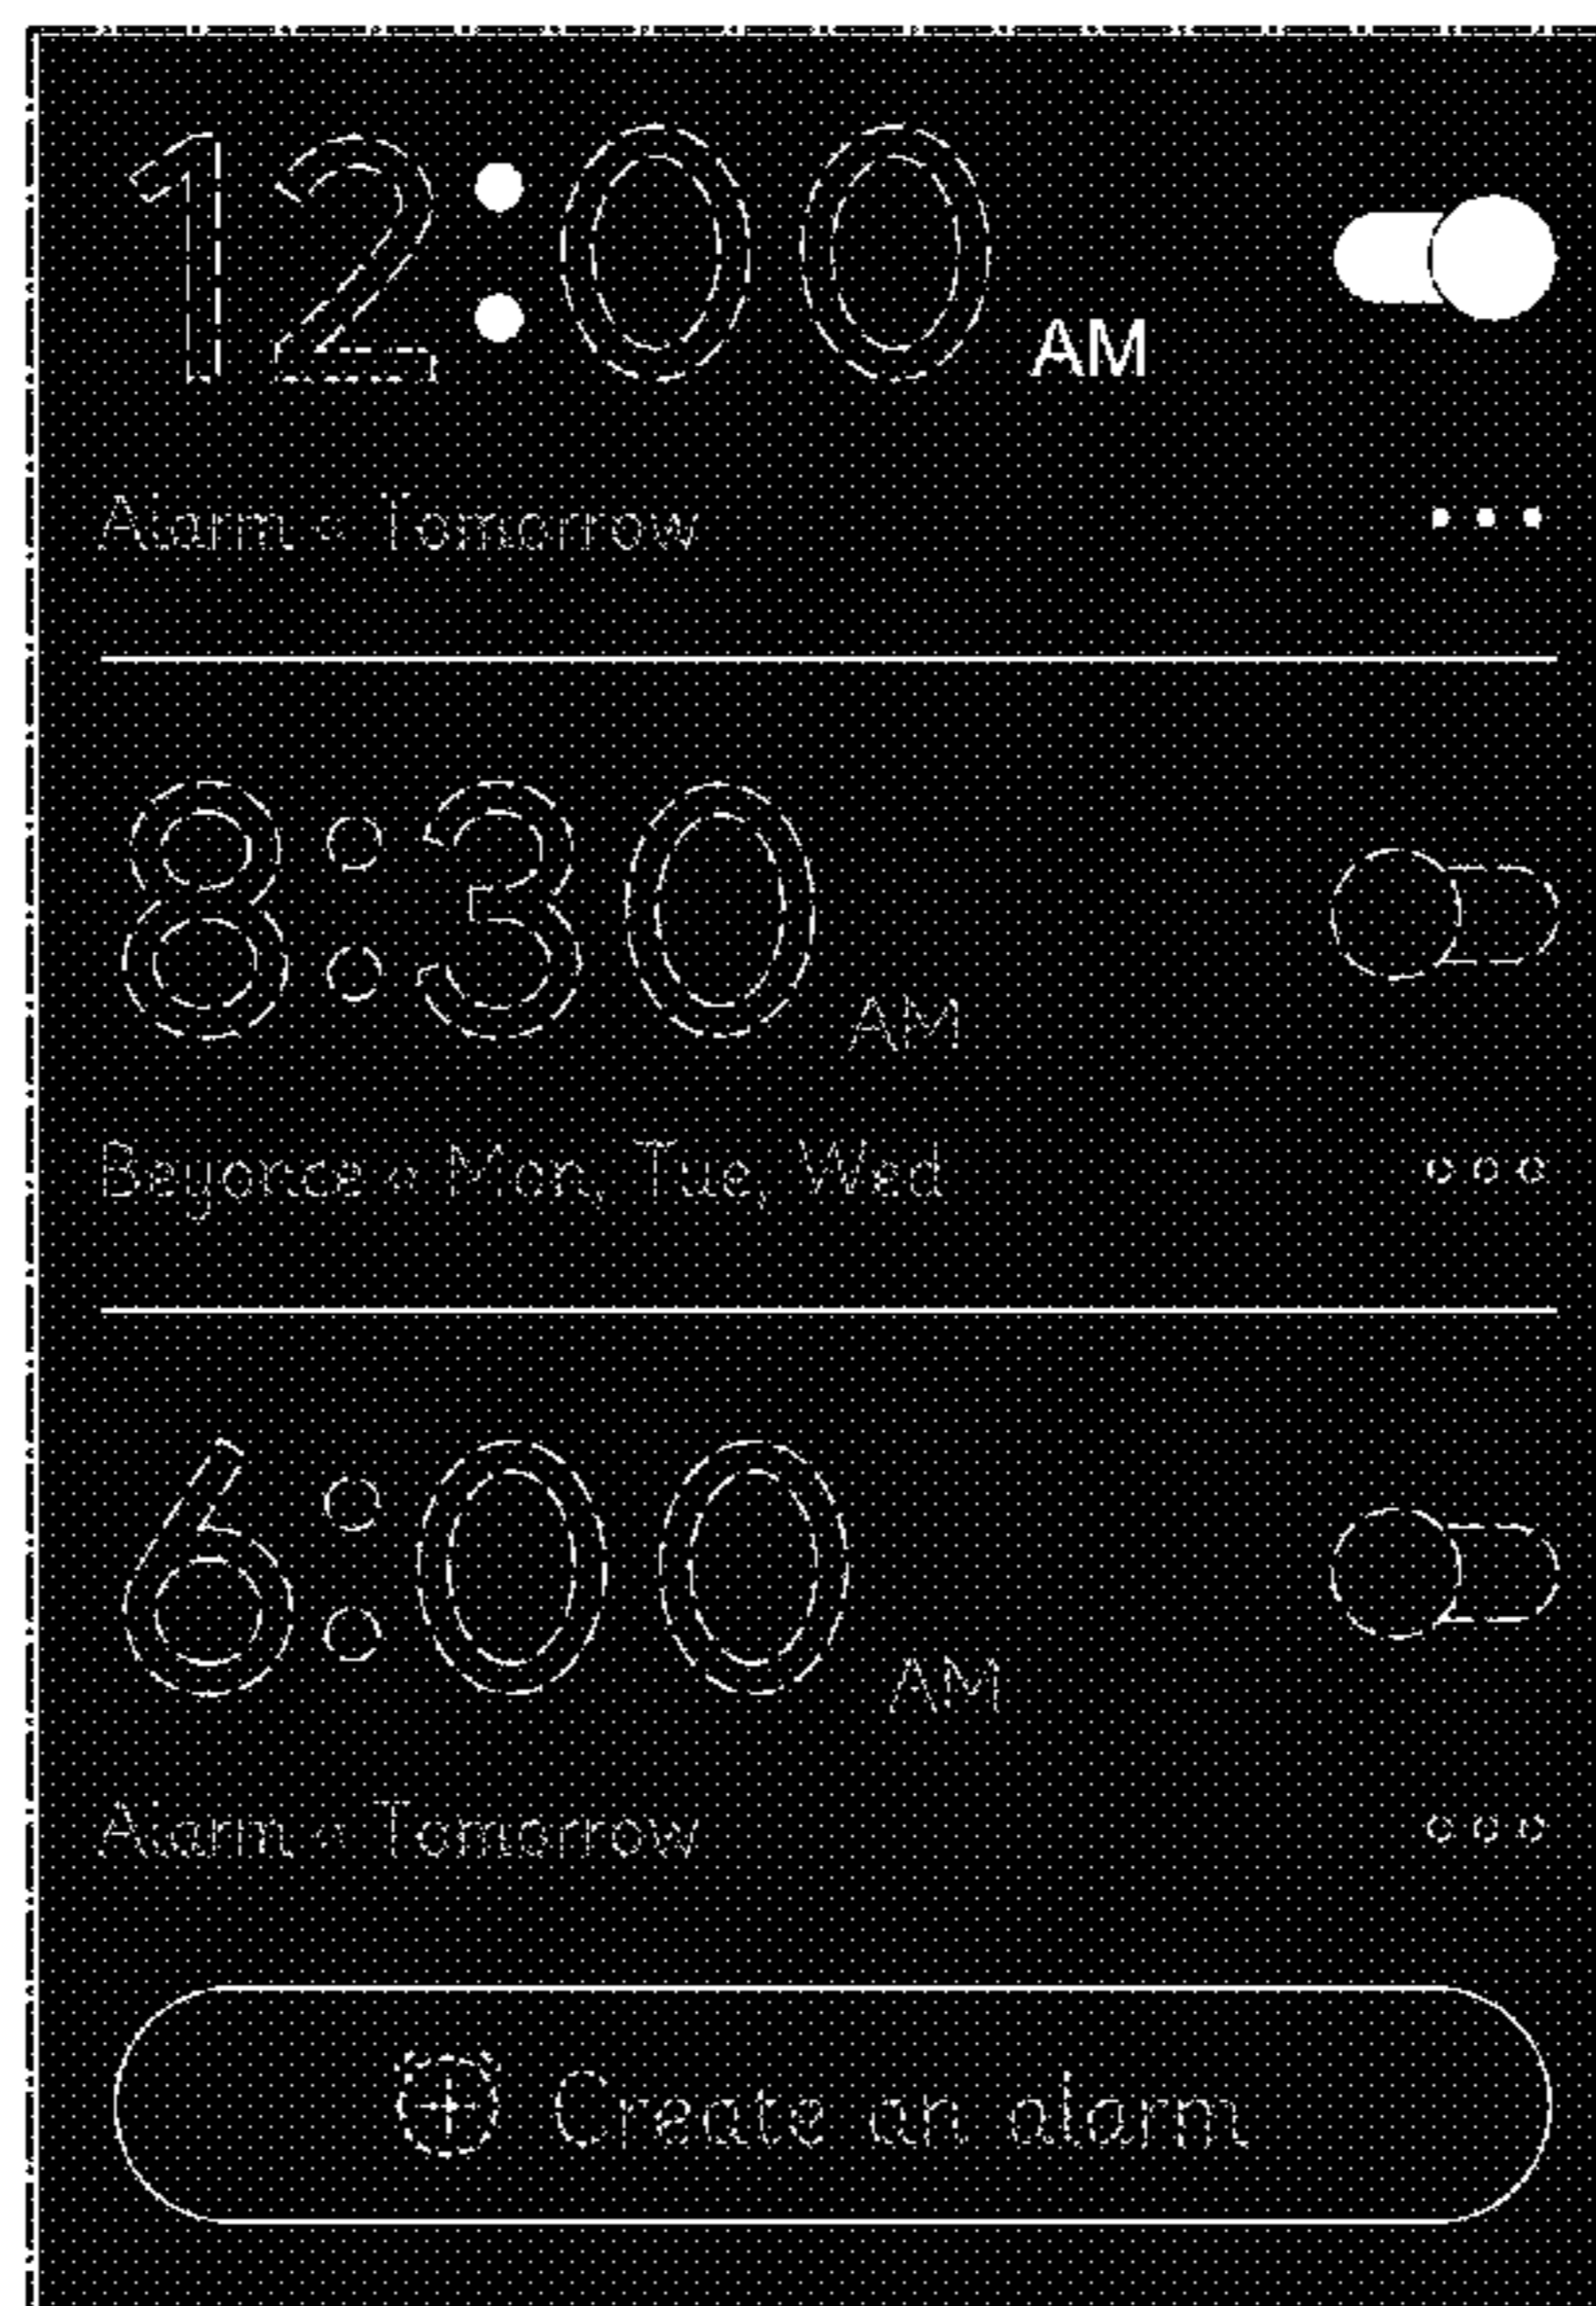 12:00 AM
Alarm • Tomorrow
8:30 AM
Beyonce • Mon, Tue, Wed
6:00 AM
Alarm • Tomorrow
Create an alarm